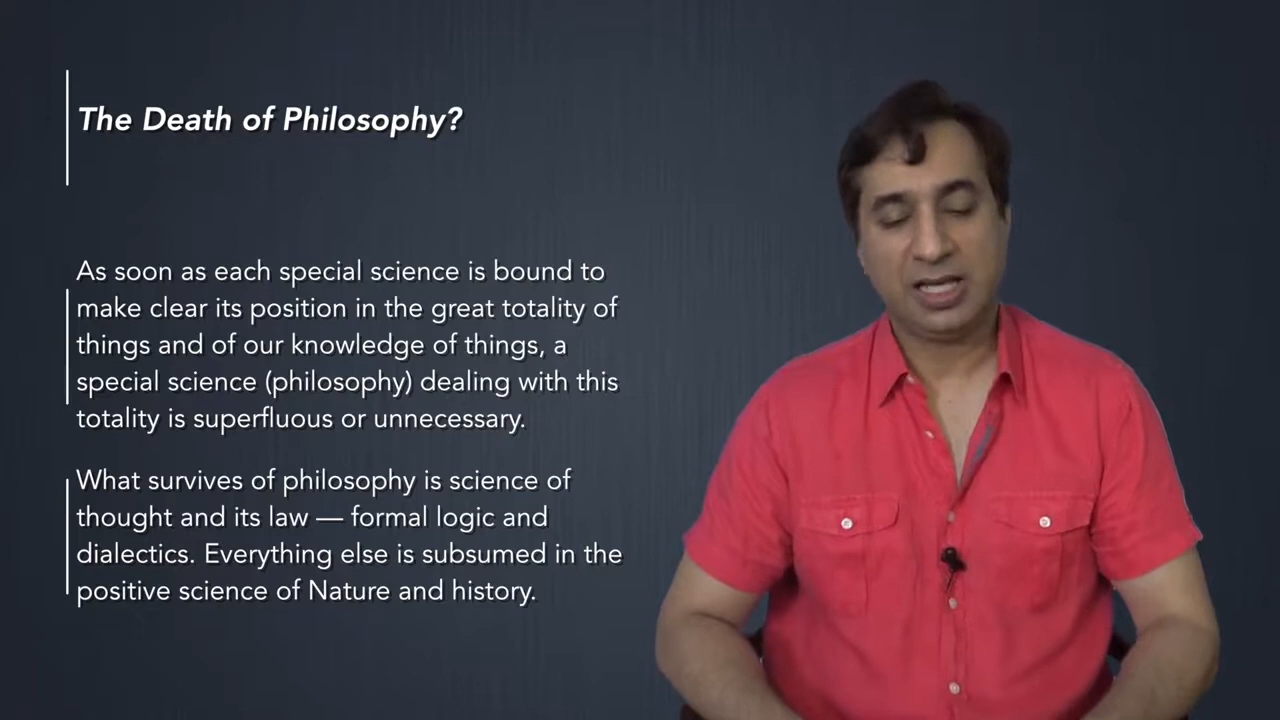 The Death of Philosophy?
As soon as each special science is bound to
make clear its position in the great totality of
things and of our knowledge of things, a
special science (philosophy) dealing with this
totality is superfluous or unnecessary.
What survives of philosophy is science of
thought and its law — formal logic and
dialectics. Everything else is subsumed in the
positive science of Nature and history.